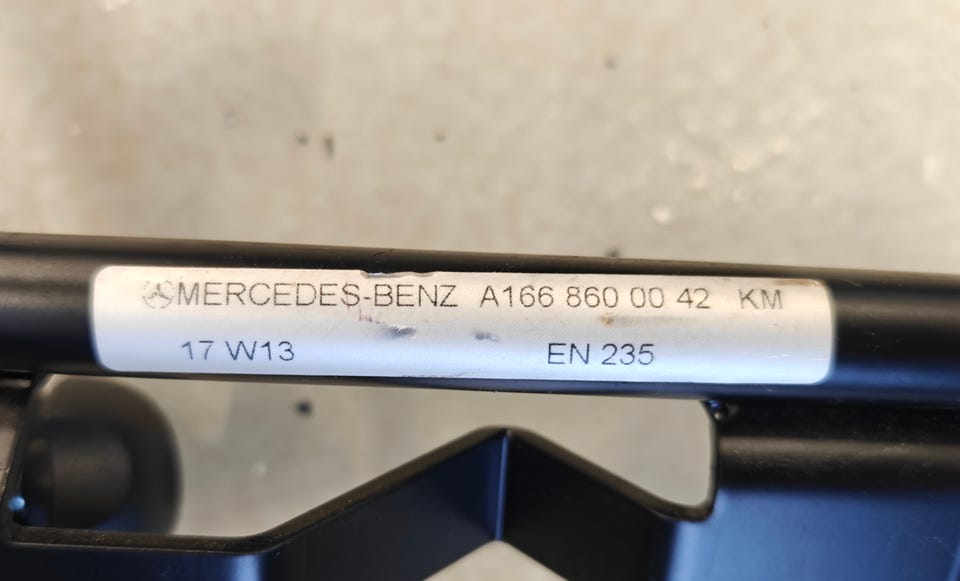 MERCEDES-BENZ A166 860 00 42 KM
17 W13 EN 235